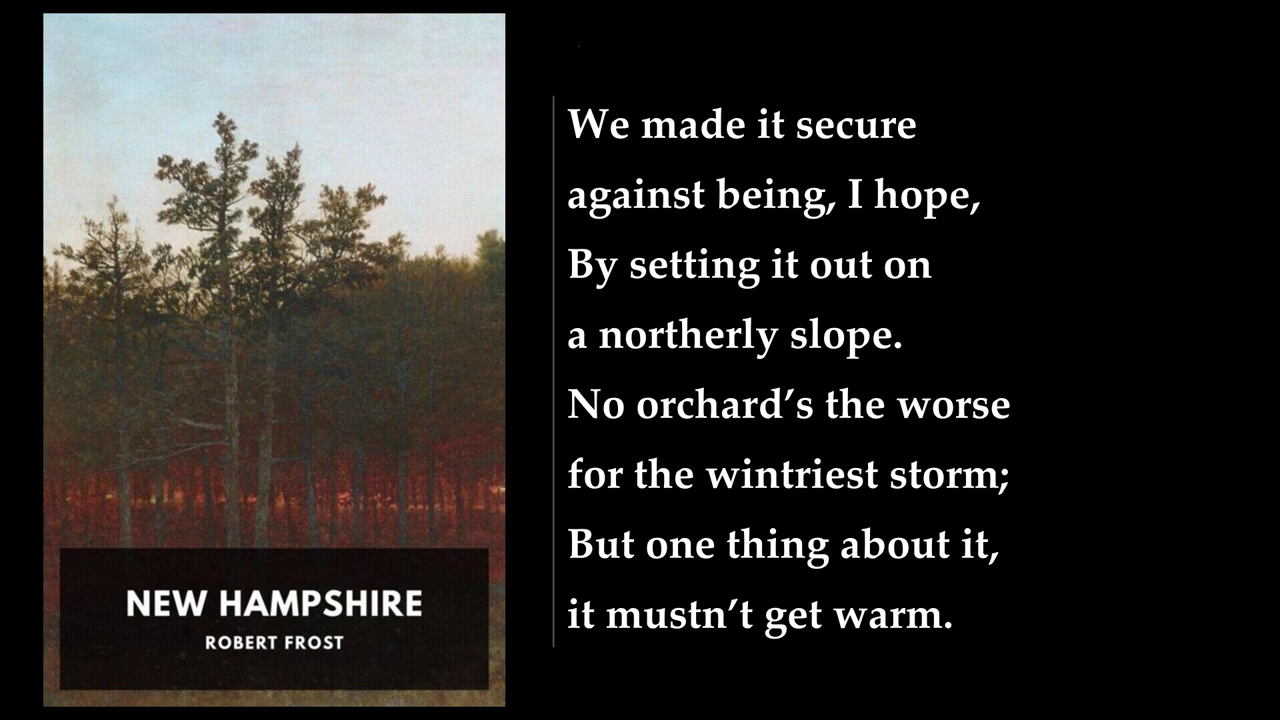 NEW HAMPSHIRE
ROBERT FROST
We made it secure
against being, I hope,
By setting it out on
a northerly slope.
No orchard’s the worse
for the wintriest storm;
But one thing about it,
it mustn’t get warm.